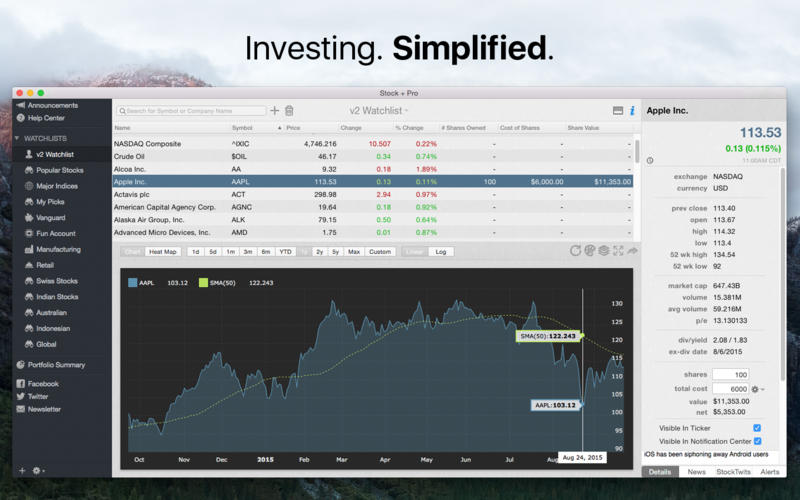 Investing. Simplified.
Stock + Pro
Announcements
Help Center
WATCHLISTS
v2 Watchlist
Popular Stocks
Major Indices
My Picks
Vanguard
Fun Account
Manufacturing
Retail
Swiss Stocks
Indian Stocks
Australian
Indonesian
Global
Portfolio Summary
Facebook
Twitter
Newsletter
Search for Symbol or Company Name
v2 Watchlist
Name Symbol Price Change % Change # Shares Owned Cost of Shares Share Value
NASDAQ Composite ^IXIC 4,746.216 10.507 0.22% - - -
Crude Oil $OIL 46.17 0.34 0.74% - - -
Alcoa Inc. AA 9.32 0.18 1.89% - - -
Apple Inc. AAPL 113.53 0.13 0.11% 100 $6,000.00 $11,353.00
Actavis plc ACT 298.98 2.94 0.97% - - -
American Capital Agency Corp. AGNC 19.64 0.18 0.92% - - -
Alaska Air Group, Inc. ALK 79.15 0.50 0.64% - - -
Advanced Micro Devices, Inc. AMD 1.75 0.01 0.87% - - -
Chart Heat Map 1d 5d 1m 3m 6m YTD 1y 2y 5y Max Custom Linear Log
AAPL 103.12 SMA(50) 122.243
130
125
120
115
110
105
100
95
90
SMA(50):122.243
AAPL:103.12
Oct Nov Dec 2015 Feb Mar Apr May Jun Jul Aug
Aug 24, 2015
Apple Inc.
113.53
0.13 (0.115%)
11:00AM CDT
exchange NASDAQ
currency USD
prev close 113.40
open 113.67
high 114.32
low 113.4
52 wk high 134.54
52 wk low 92
market cap 647.43B
volume 15.381M
avg volume 59.216M
p/e 13.130133
div/yield 2.08 / 1.83
ex-div date 8/6/2015
shares 100
total cost 6000
value $11,353.00
net $5,353.00
Visible In Ticker
Visible In Notification Center
iOS has been siphoning away Android users
Details News StockTwits Alerts